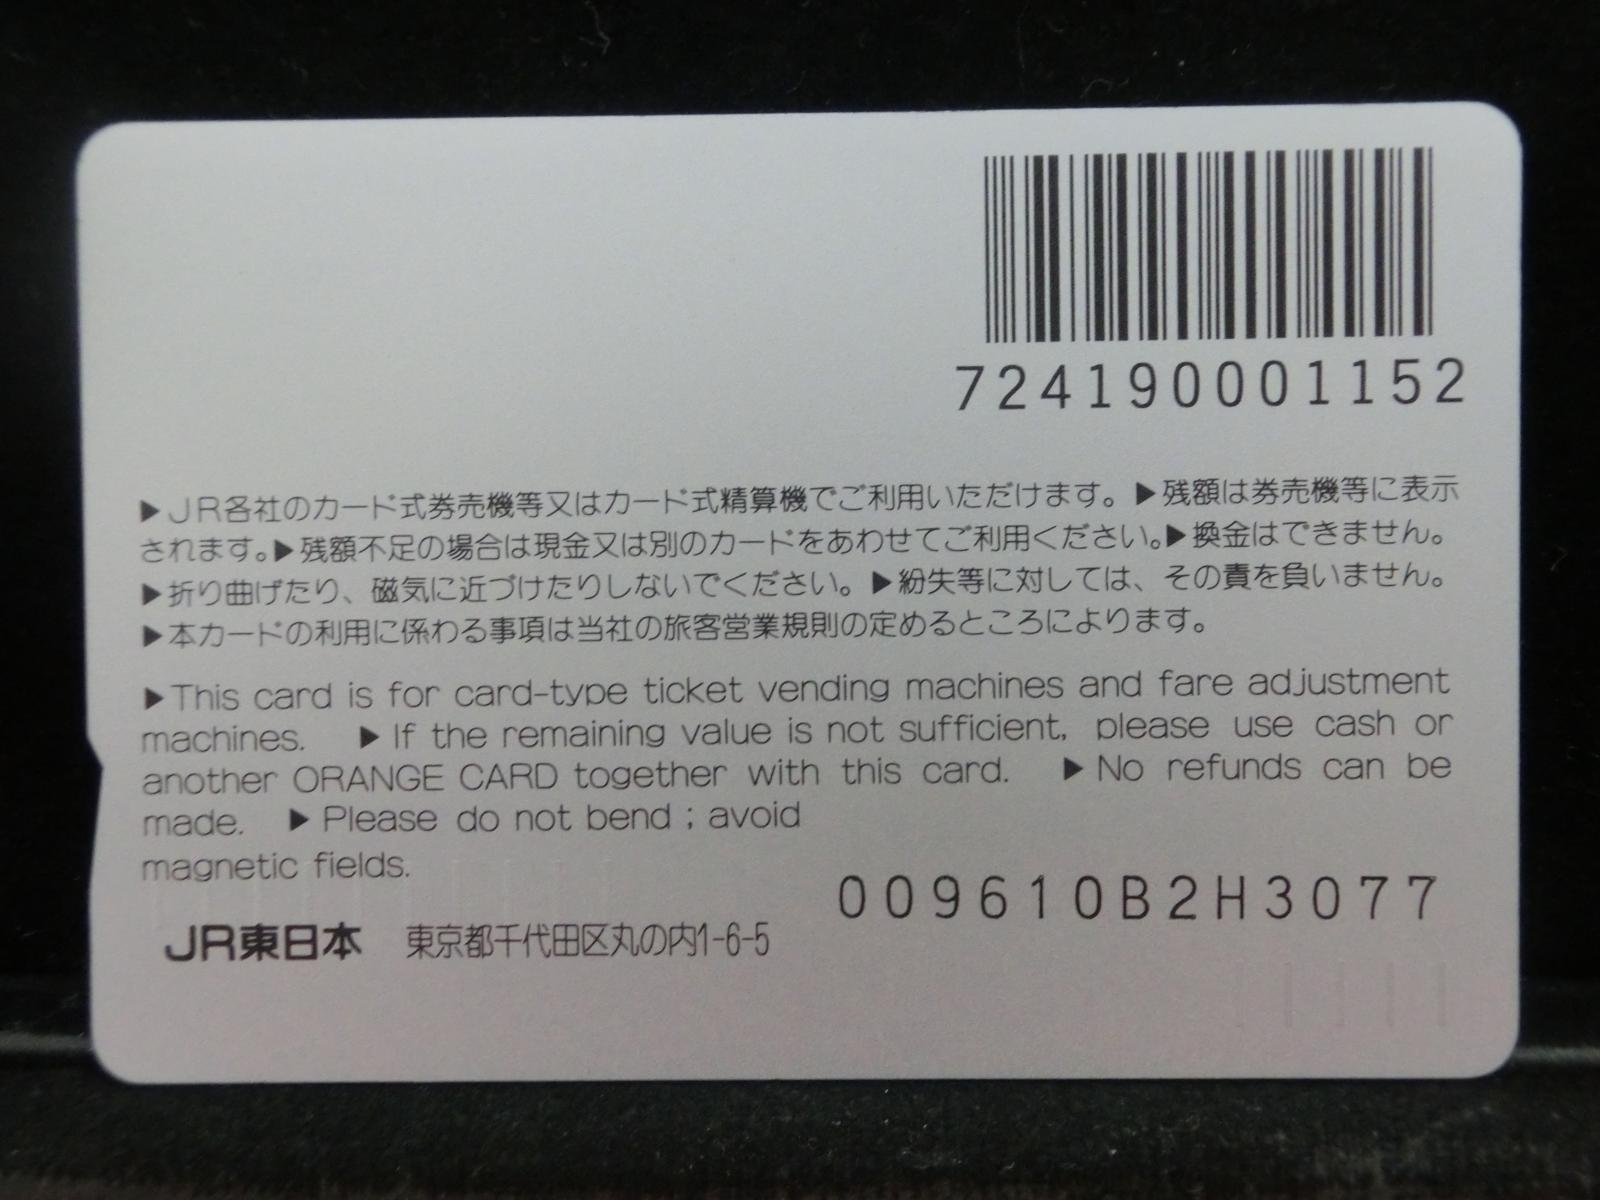 724190001152
▶JR各社のカード式券売機等又はカード式精算機でご利用いただけます。▶残額は券売機等に表示
されます。▶残額不足の場合は現金又は別のカードをあわせてご利用ください。▶換金はできません。
▶折り曲げたり、磁気に近づけたりしないでください。▶紛失等に対しては、その責を負いません。
▶本カードの利用に係わる事項は当社の旅客営業規則の定めるところによります。
▶This card is for card-type ticket vending machines and fare adjustment
machines. ▶If the remaining value is not sufficient, please use cash or
another ORANGE CARD together with this card. ▶No refunds can be
made. ▶Please do not bend ; avoid
magnetic fields.
009610B2H3077
JR東日本 東京都千代田区丸の内1-6-5